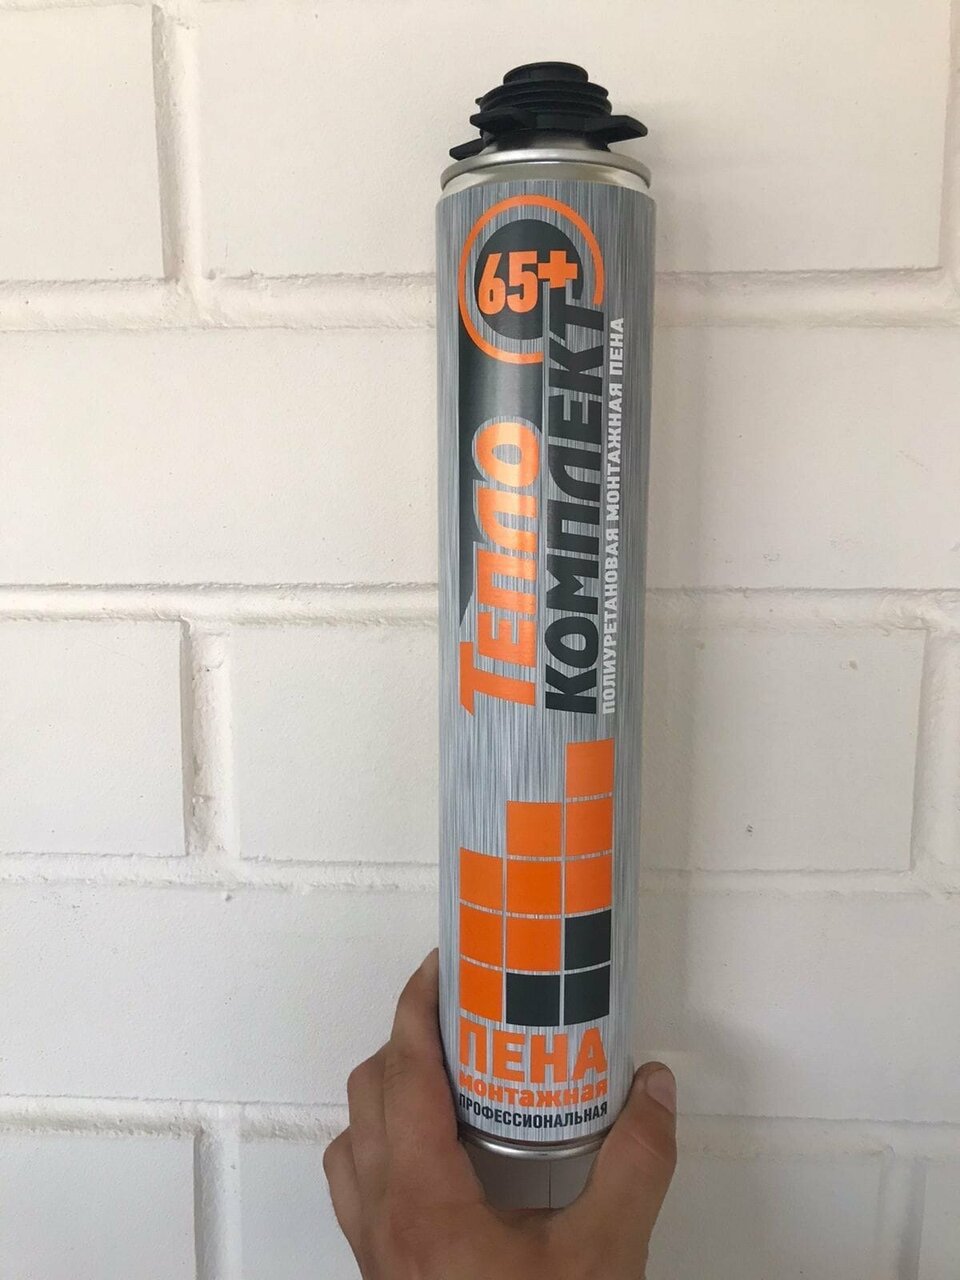 65+
Тепло
КОМПЛЕКТ
ПОЛИУРЕТАНОВАЯ МОНТАЖНАЯ ПЕНА
ПЕНА
монтажная
ПРОФЕССИОНАЛЬНАЯ